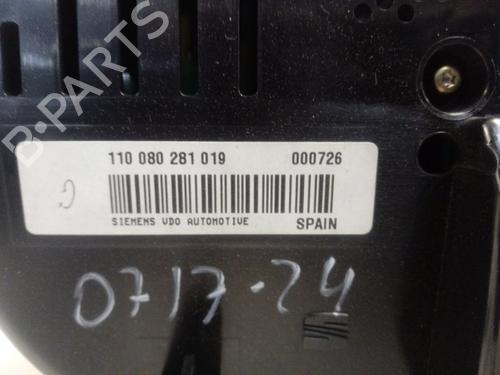 B-PARTS
110 080 281 019 000726
SIEMENS VDO AUTOMOTIVE SPAIN
0717-24